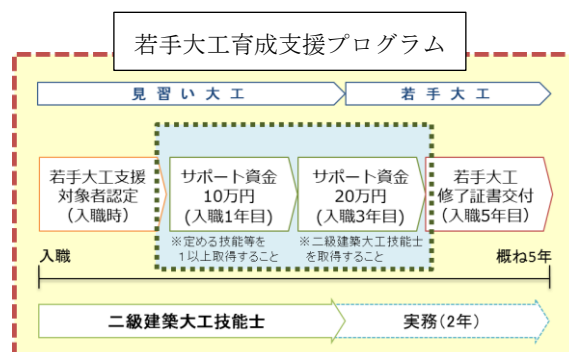 若手大工育成支援プログラム
見習い大工
若手大工
若手大工支援
対象者認定
(入職時)
サポート資金
10万円
(入職1年目)
サポート資金
20万円
(入職3年目)
若手大工
修了証書交付
(入職5年目)
※定める技能等を
1以上取得すること
※二級建築大工技能士
を取得すること
入職
概ね5年
二級建築大工技能士
実務(2年)